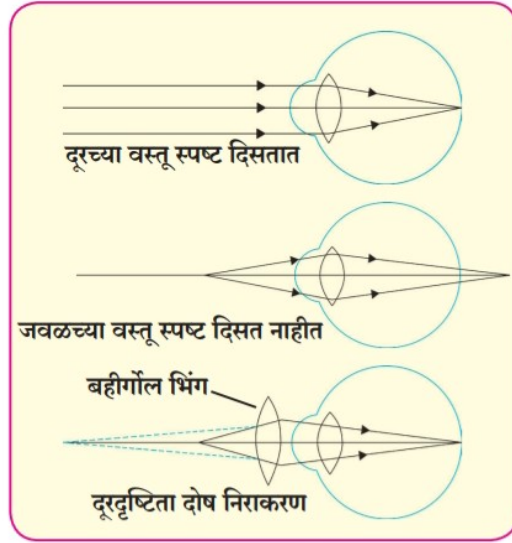 दूरच्या वस्तू स्पष्ट दिसतात
जवळच्या वस्तू स्पष्ट दिसत नाहीत
बहीर्गोल भिंग
दूरदृष्टिता दोष निराकरण